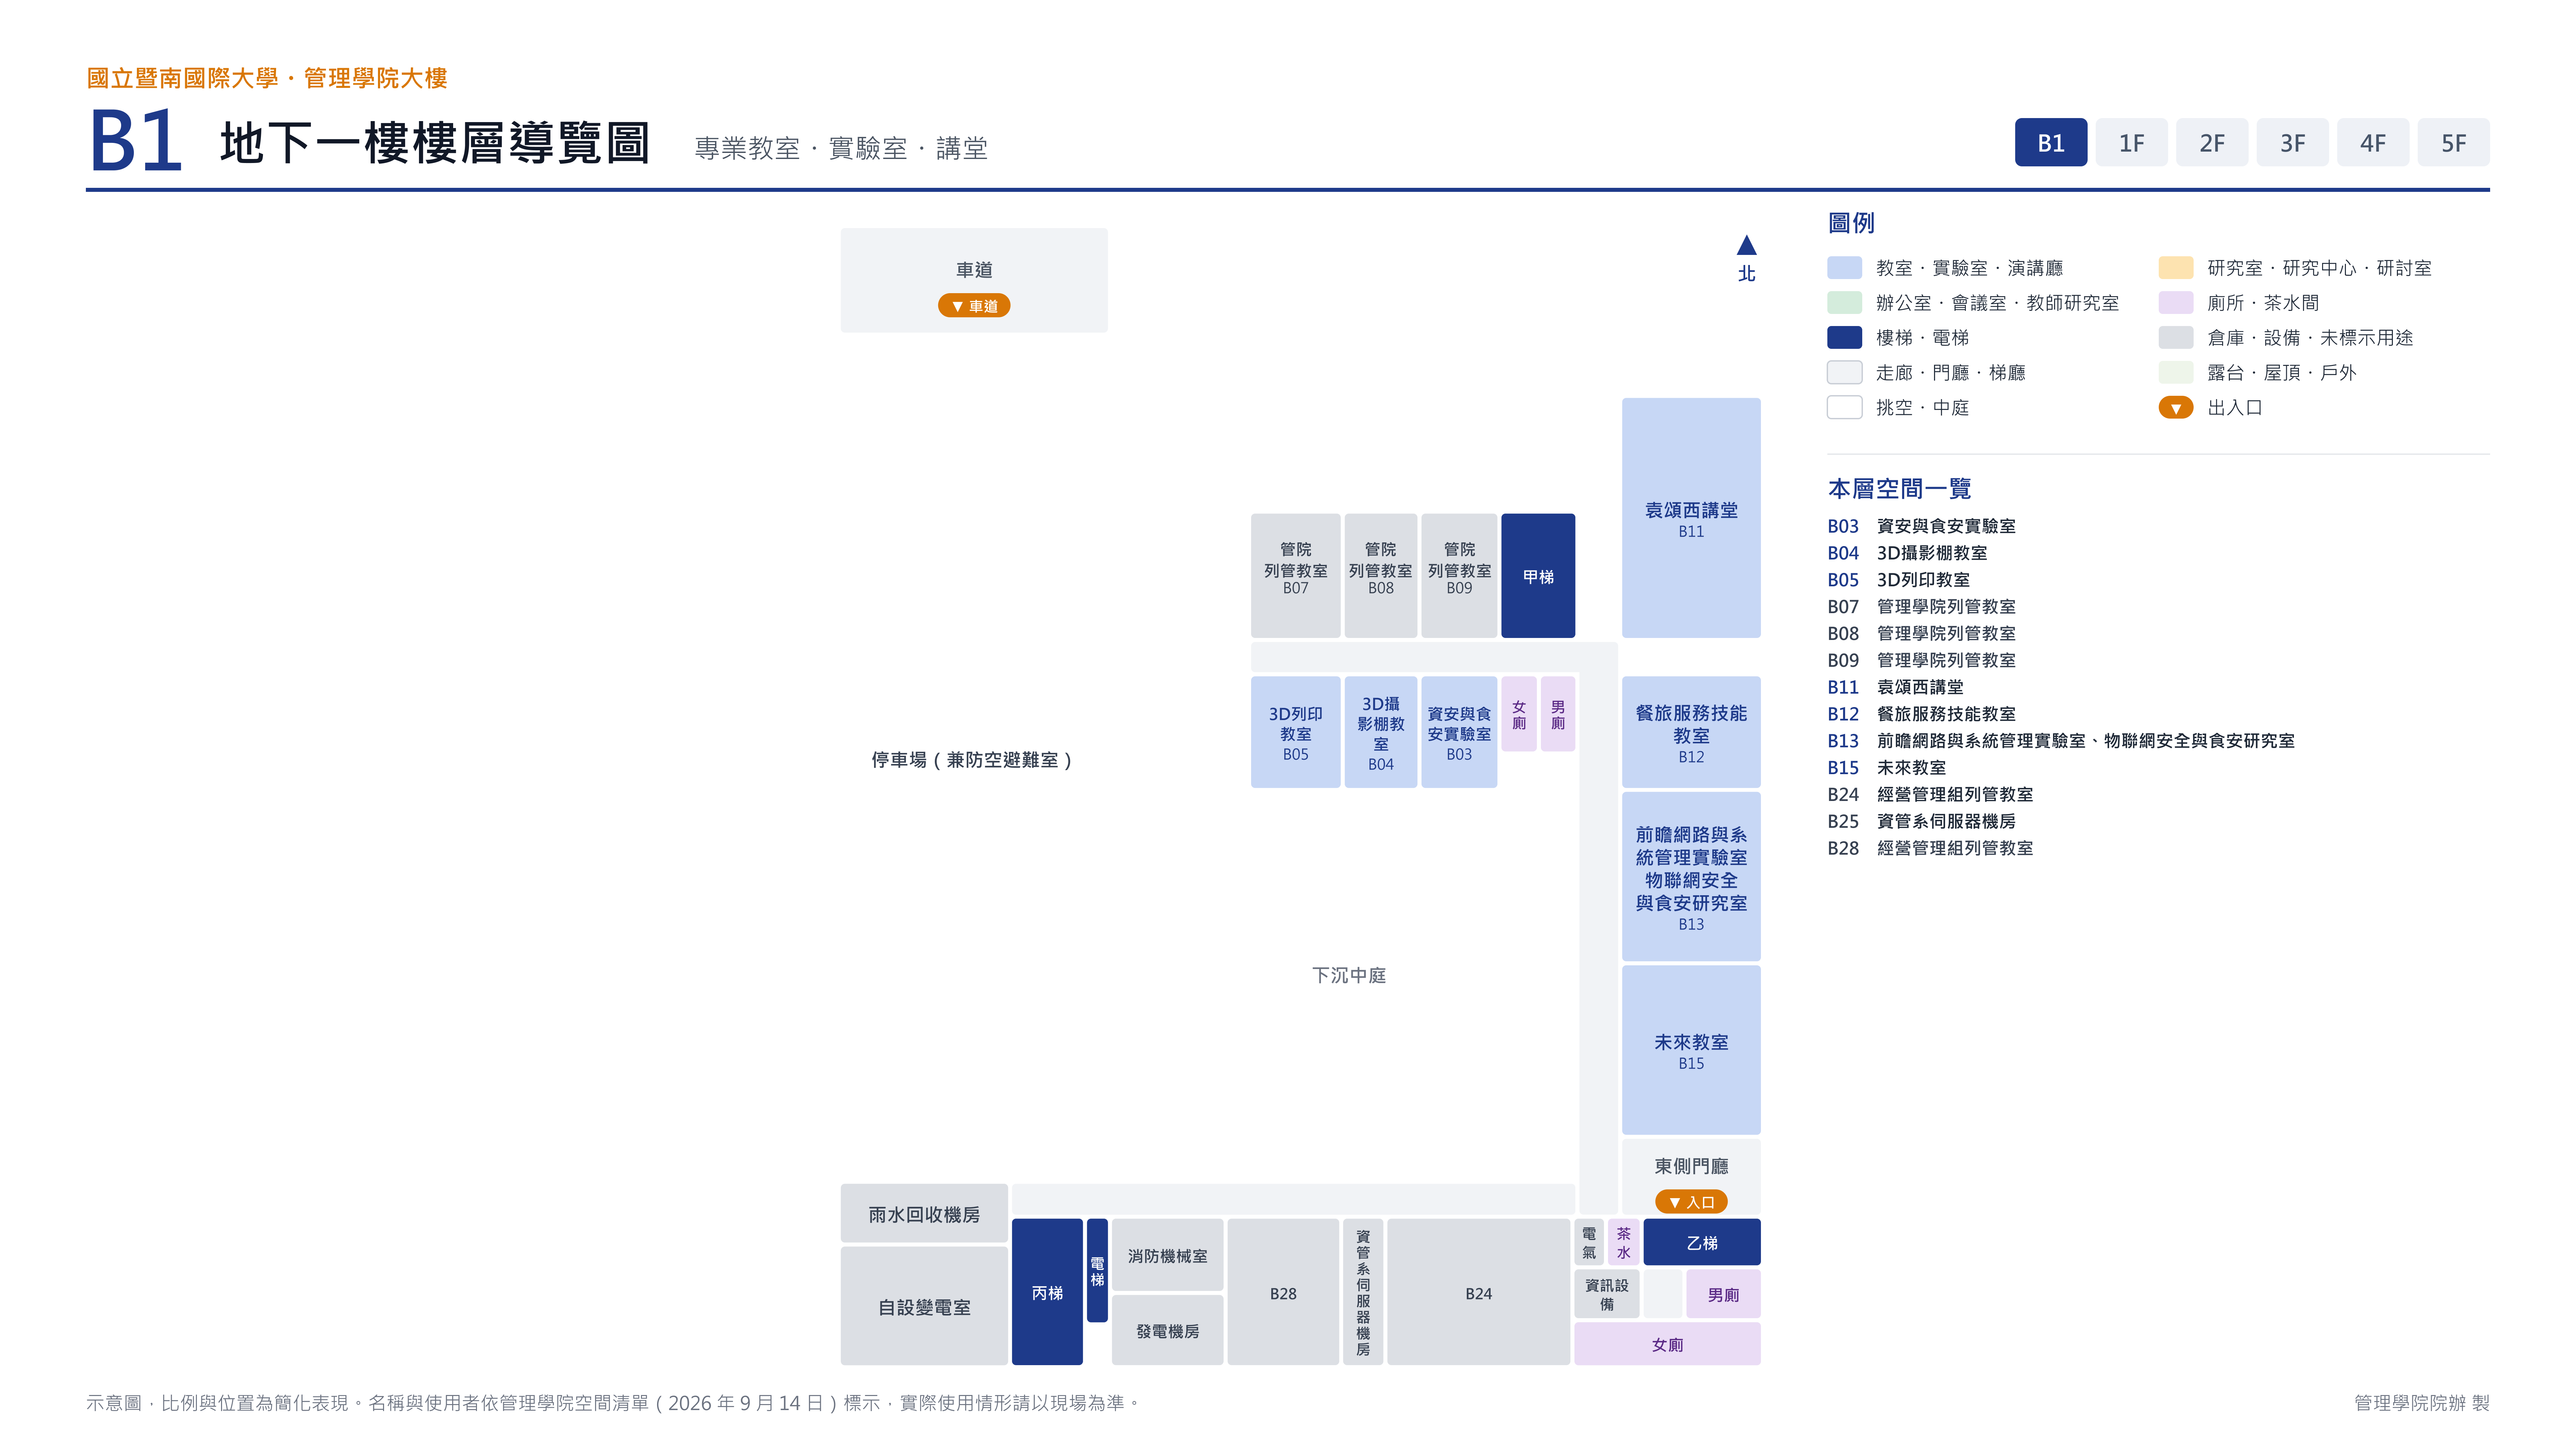 國立暨南國際大學・管理學院大樓
B1 地下一樓樓層導覽圖 專業教室・實驗室・講堂
B1 1F 2F 3F 4F 5F
車道
▼ 車道
▲
北
袁頌西講堂
B11
管院
列管教室
B07
管院
列管教室
B08
管院
列管教室
B09
甲梯
3D列印
教室
B05
3D攝
影棚教
室
B04
資安與食
安實驗室
B03
女
廁
男
廁
餐旅服務技能
教室
B12
停車場（兼防空避難室）
前瞻網路與系
統管理實驗室
物聯網安全
與食安研究室
B13
下沉中庭
未來教室
B15
東側門廳
▼ 入口
雨水回收機房
自設變電室
丙梯
電
梯
消防機械室
發電機房
B28
資
管
系
伺
服
器
機
房
B24
電
氣
茶
水
乙梯
資訊設
備
男廁
女廁
圖例
教室・實驗室・演講廳
研究室・研究中心・研討室
辦公室・會議室・教師研究室
廁所・茶水間
樓梯・電梯
倉庫・設備・未標示用途
走廊・門廳・梯廳
露台・屋頂・戶外
挑空・中庭
▼ 出入口
本層空間一覽
B03 資安與食安實驗室
B04 3D攝影棚教室
B05 3D列印教室
B07 管理學院列管教室
B08 管理學院列管教室
B09 管理學院列管教室
B11 袁頌西講堂
B12 餐旅服務技能教室
B13 前瞻網路與系統管理實驗室、物聯網安全與食安研究室
B15 未來教室
B24 經營管理組列管教室
B25 資管系伺服器機房
B28 經營管理組列管教室
示意圖，比例與位置為簡化表現。名稱與使用者依管理學院空間清單（2026 年 9 月 14 日）標示，實際使用情形請以現場為準。
管理學院院辦 製